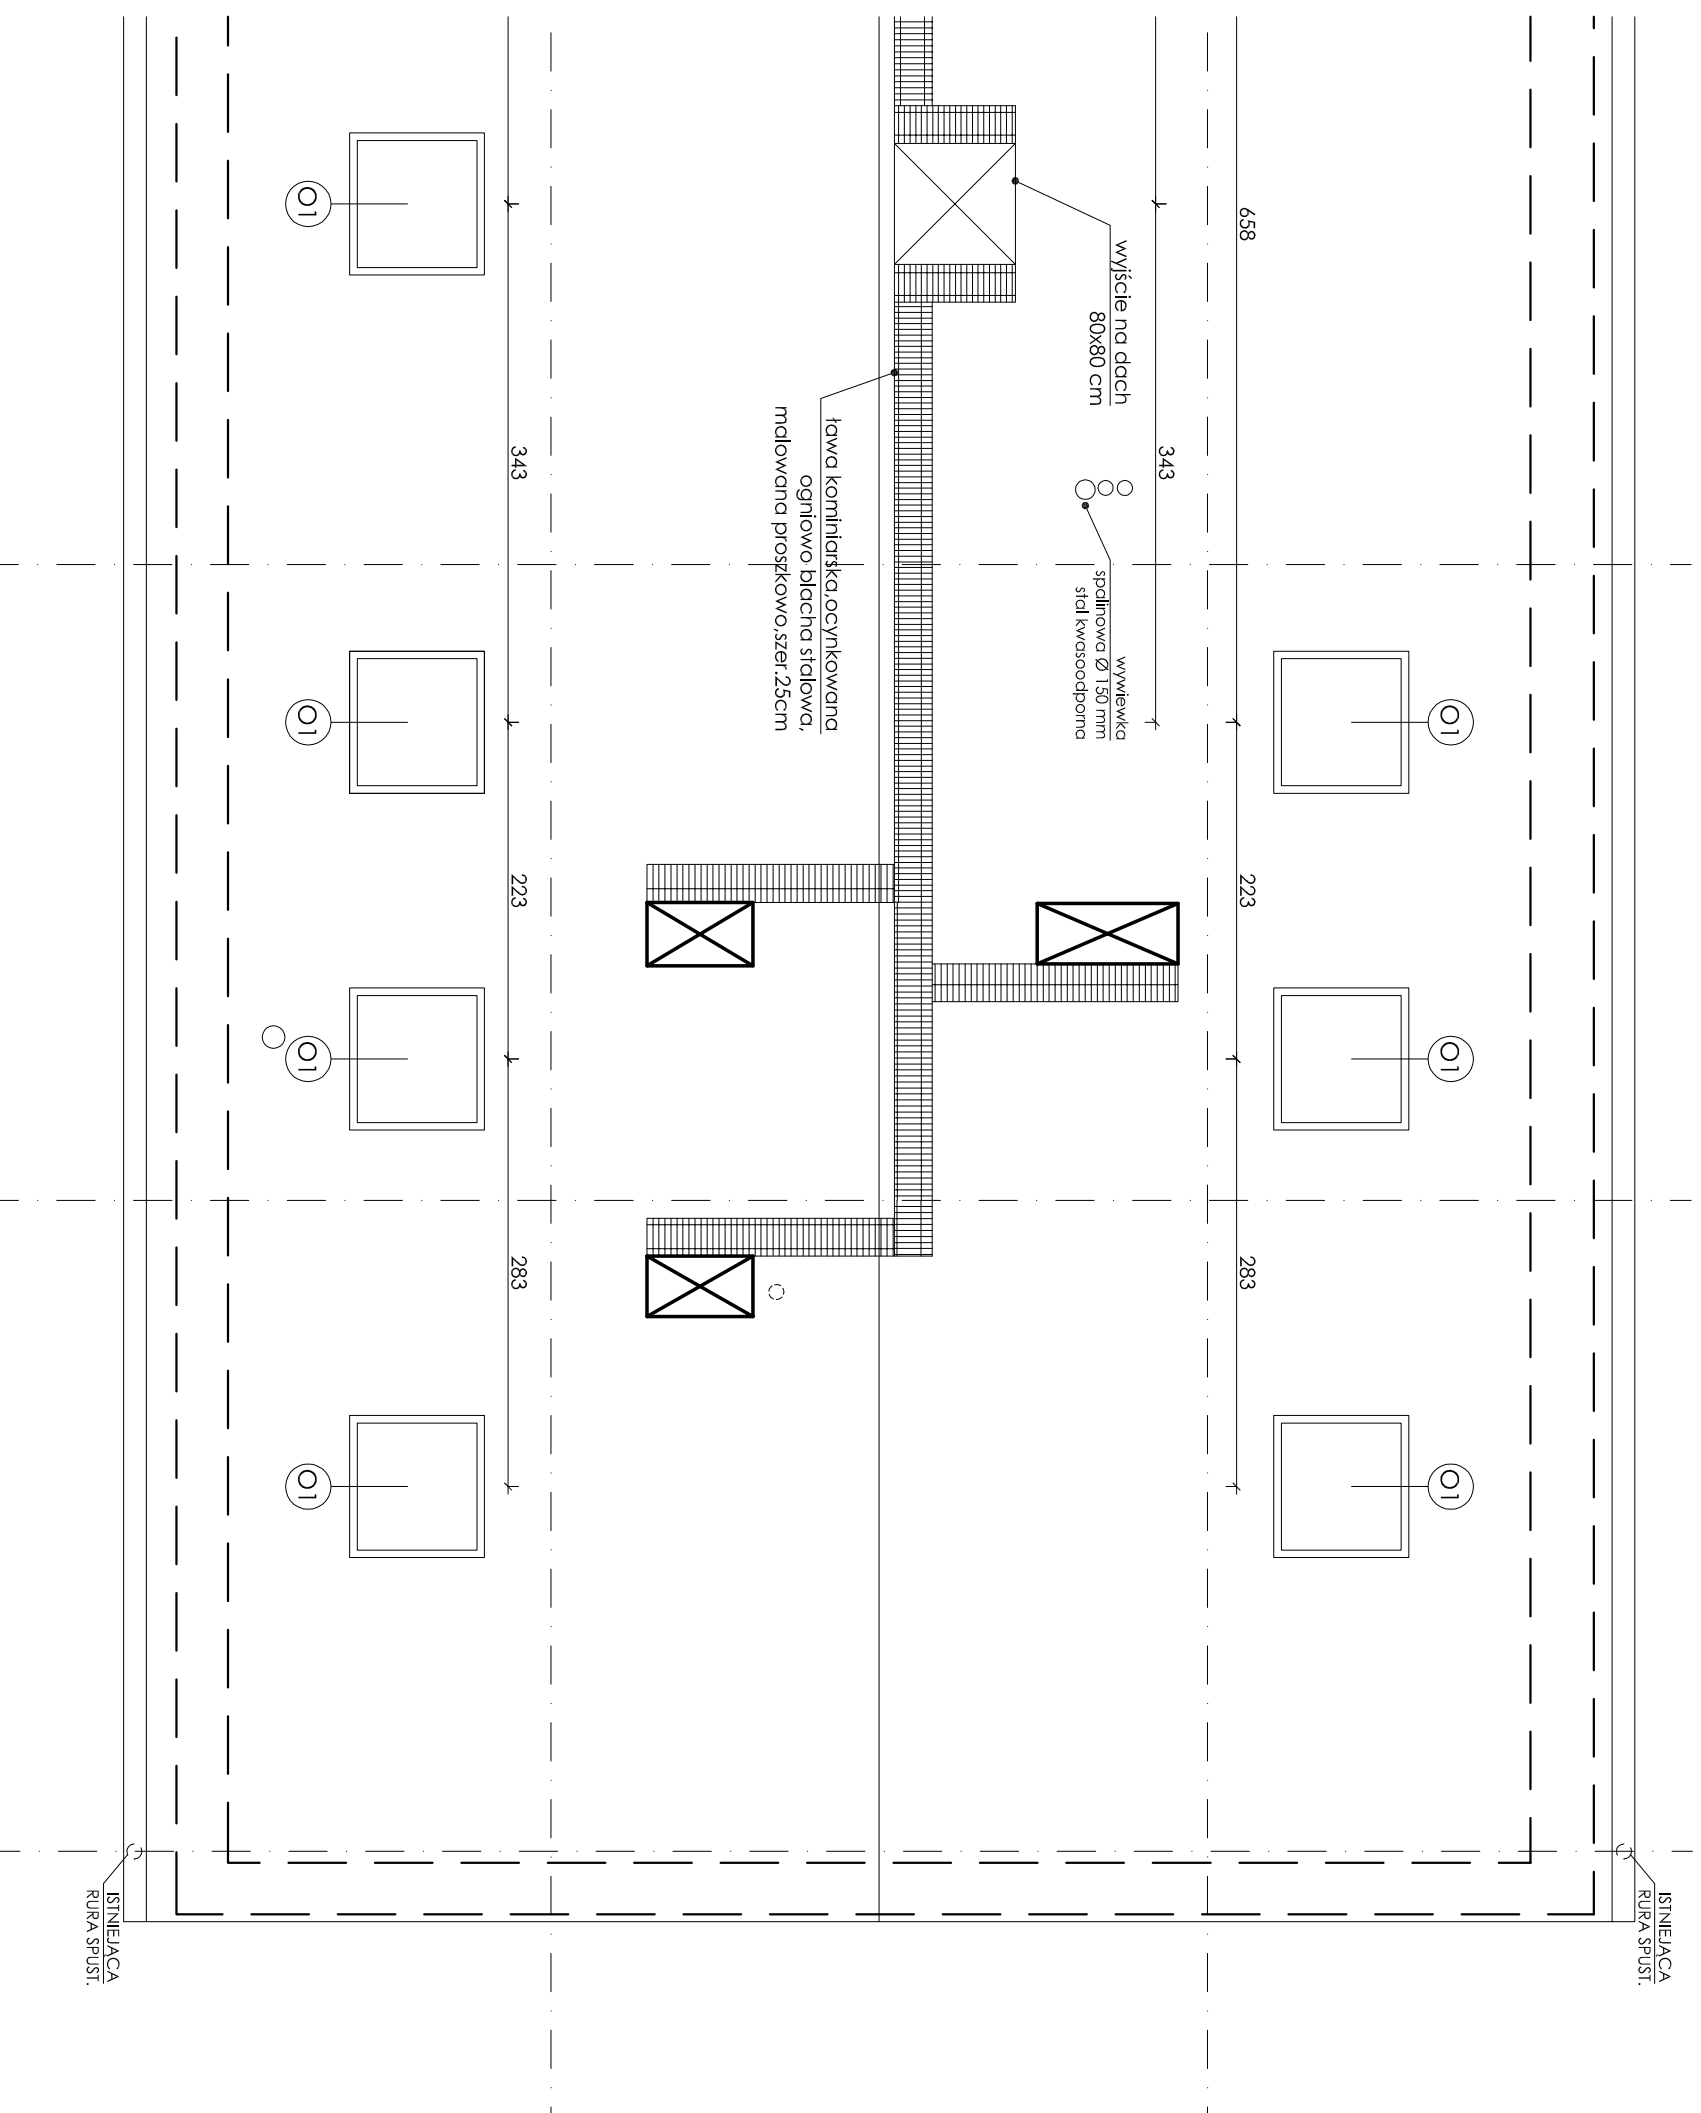 ISTNIEJĄCA
RURA SPUST.
O1
O1
O1
658
223
283
343
wyjście na dach
80x80 cm
wywiewka
spalinowa Ø 150 mm
stal kwasoodporna
ława kominiarska,ocynkowana
ogniowo blacha stalowa,
malowana proszkowo,szer.25cm
343
223
283
O1
O1
O1
O1
ISTNIEJĄCA
RURA SPUST.